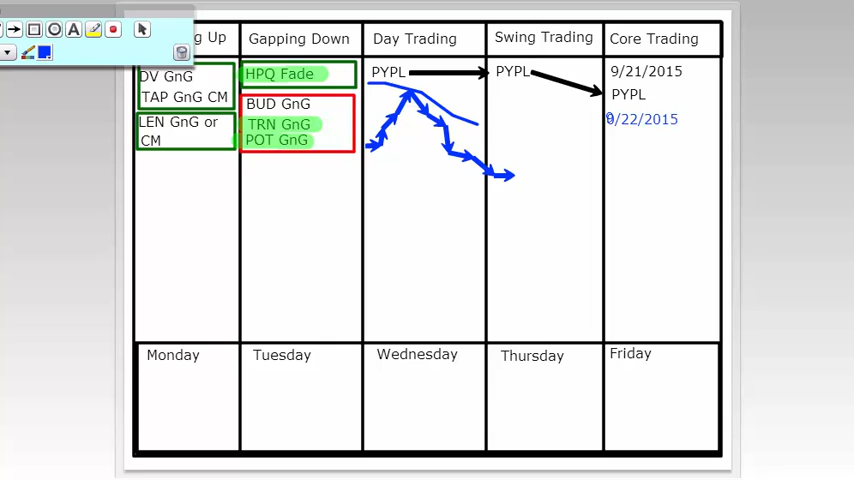 g Up
Gapping Down
Day Trading
Swing Trading
Core Trading
DV GnG
TAP GnG CM
LEN GnG or
CM
HPQ Fade
BUD GnG
TRN GnG
POT GnG
PYPL
PYPL
9/21/2015
PYPL
9/22/2015
Monday
Tuesday
Wednesday
Thursday
Friday
A